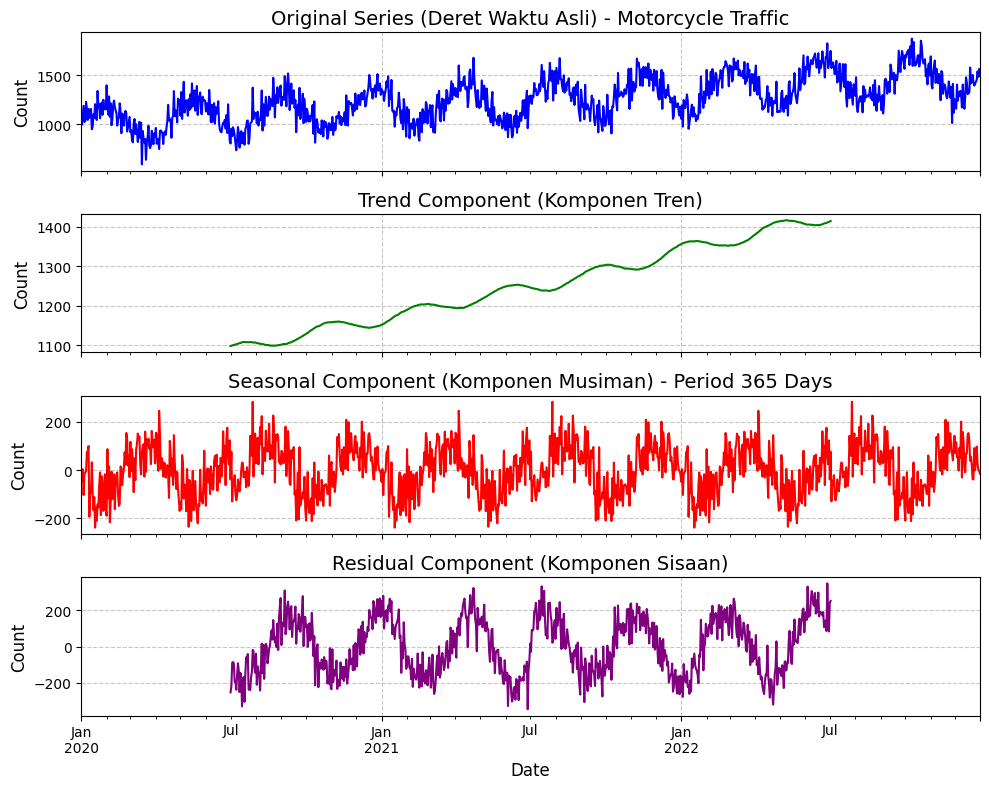 Original Series (Deret Waktu Asli) - Motorcycle Traffic
1500
1000
Count
Trend Component (Komponen Tren)
1400
1300
1200
1100
Count
Seasonal Component (Komponen Musiman) - Period 365 Days
200
0
−200
Count
Residual Component (Komponen Sisaan)
200
0
−200
Count
Jan Jul Jan Jul Jan Jul
2020 2021 2022
Date